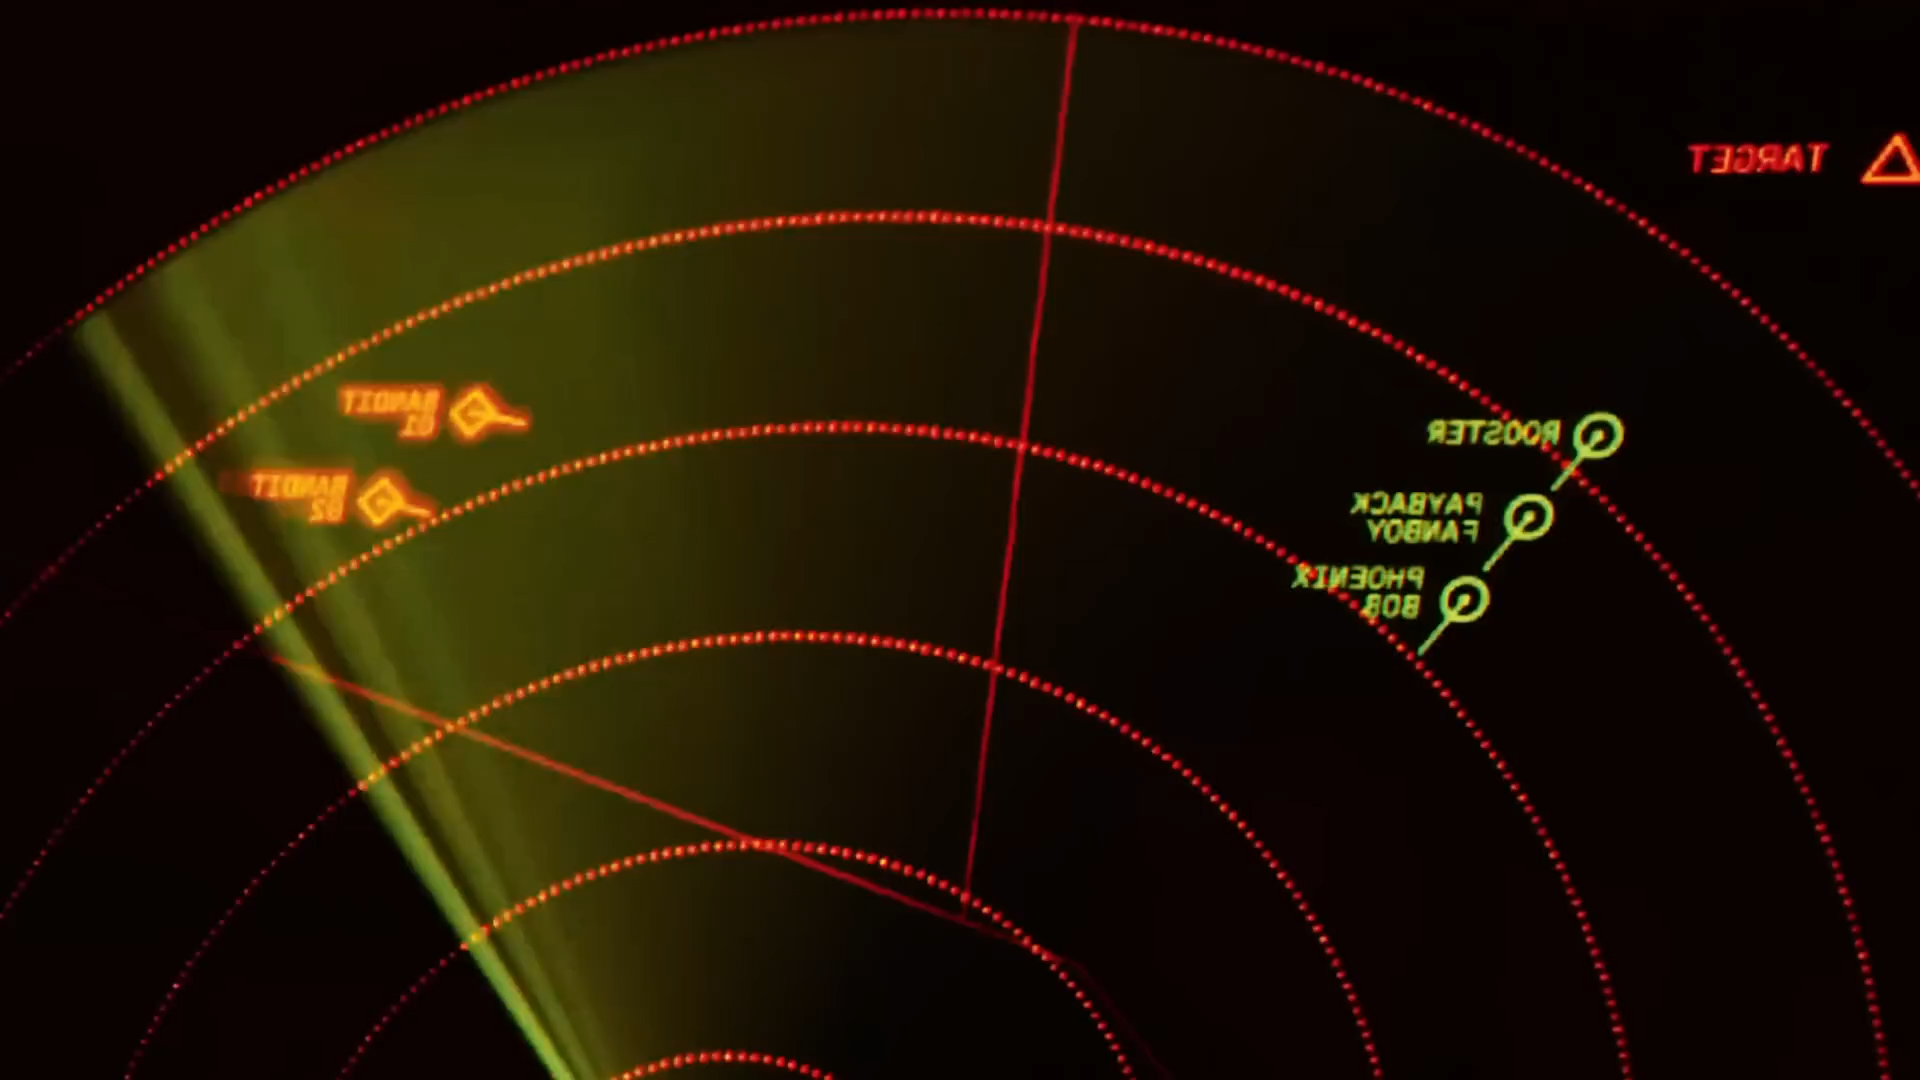 TARGET
BANDIT
01
BANDIT
02
ROOSTER
PAYBACK
FANBOY
PHOENIX
BOB